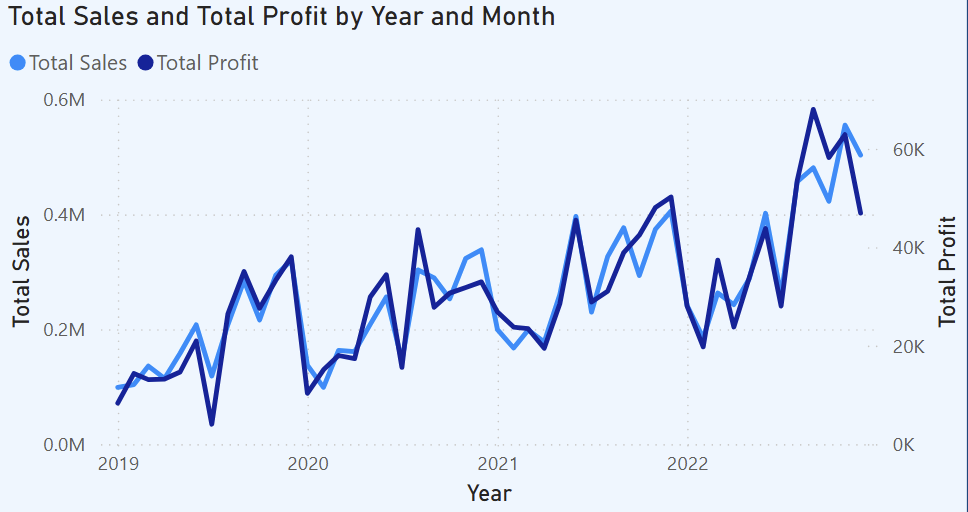 Total Sales and Total Profit by Year and Month
Total Sales Total Profit
0.6M
0.4M
0.2M
0.0M
Total Sales
60K
40K
20K
0K
Total Profit
2019 2020 2021 2022
Year